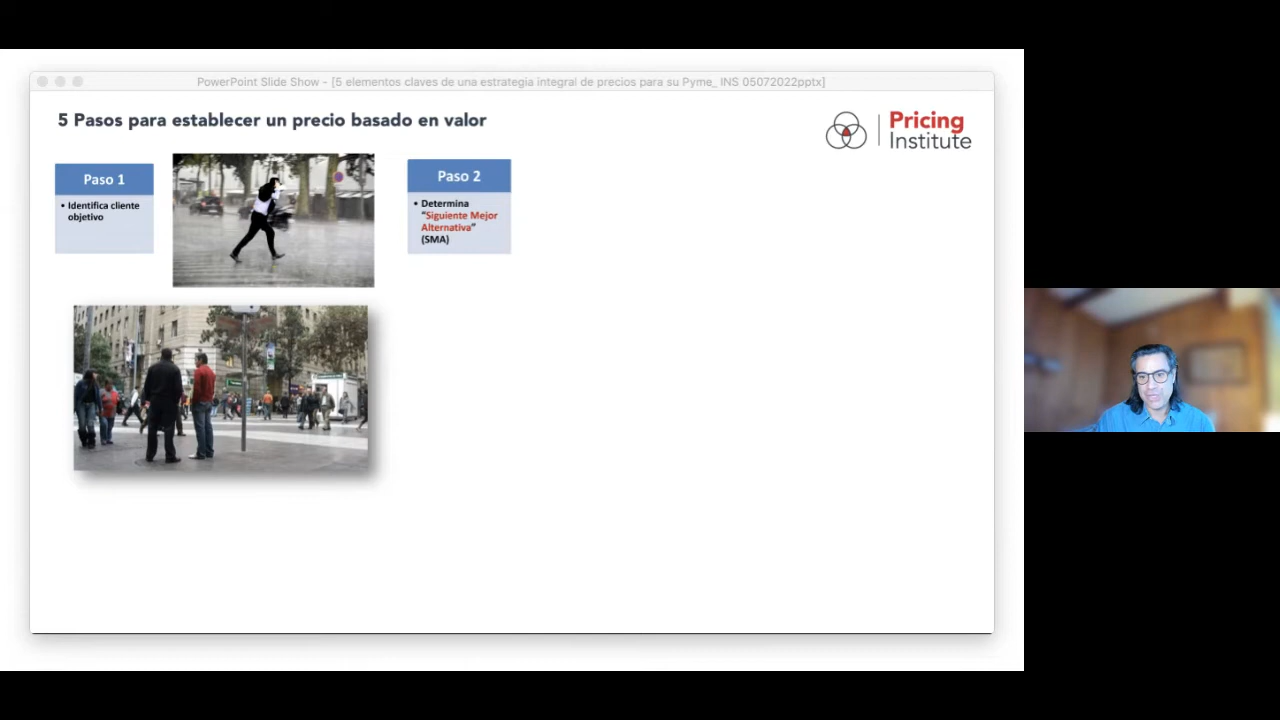 PowerPoint Slide Show - [5 elementos claves de una estrategia integral de precios para su Pyme_ INS 05072022pptx]
5 Pasos para establecer un precio basado en valor
Pricing
Institute
Paso 1
• Identifica cliente
objetivo
Paso 2
• Determina
“Siguiente Mejor
Alternativa”
(SMA)